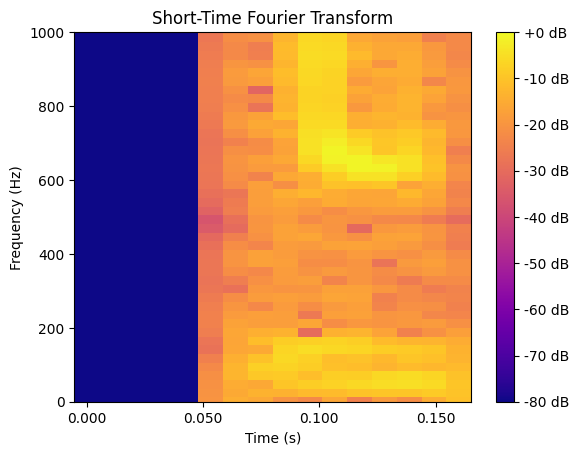 Short-Time Fourier Transform
1000
800
600
400
200
0
Frequency (Hz)
0.000
0.050
0.100
0.150
Time (s)
+0 dB
-10 dB
-20 dB
-30 dB
-40 dB
-50 dB
-60 dB
-70 dB
-80 dB